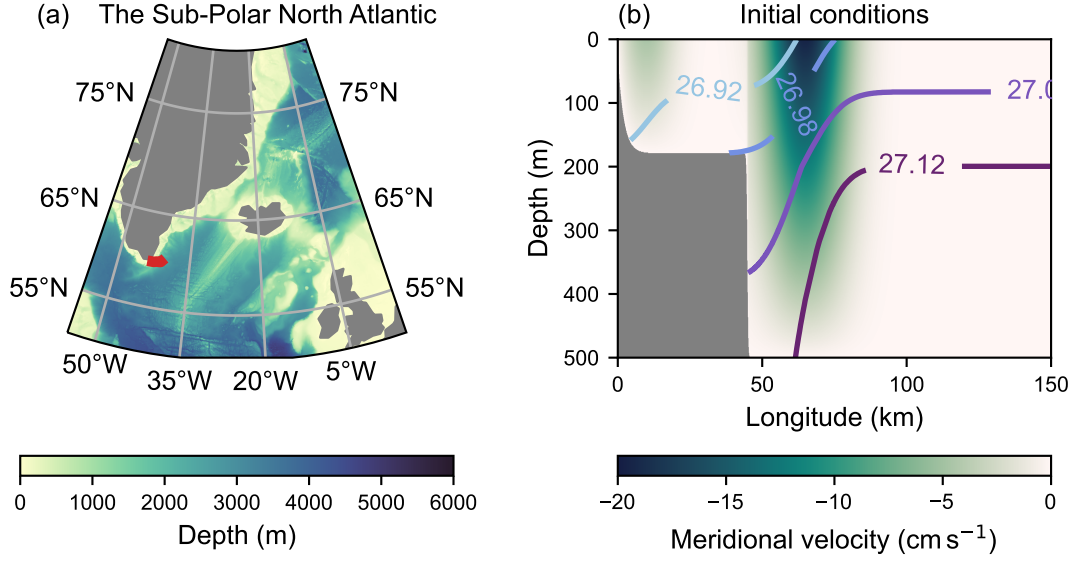 (a) The Sub-Polar North Atlantic
75°N
75°N
65°N
65°N
55°N
55°N
50°W
35°W
20°W
5°W
0
1000
2000
3000
4000
5000
6000
Depth (m)
(b) Initial conditions
0
100
200
300
400
500
Depth (m)
26.92
26.98
27.0
27.12
0
50
100
150
Longitude (km)
−20
−15
−10
−5
0
Meridional velocity (cm s⁻¹)